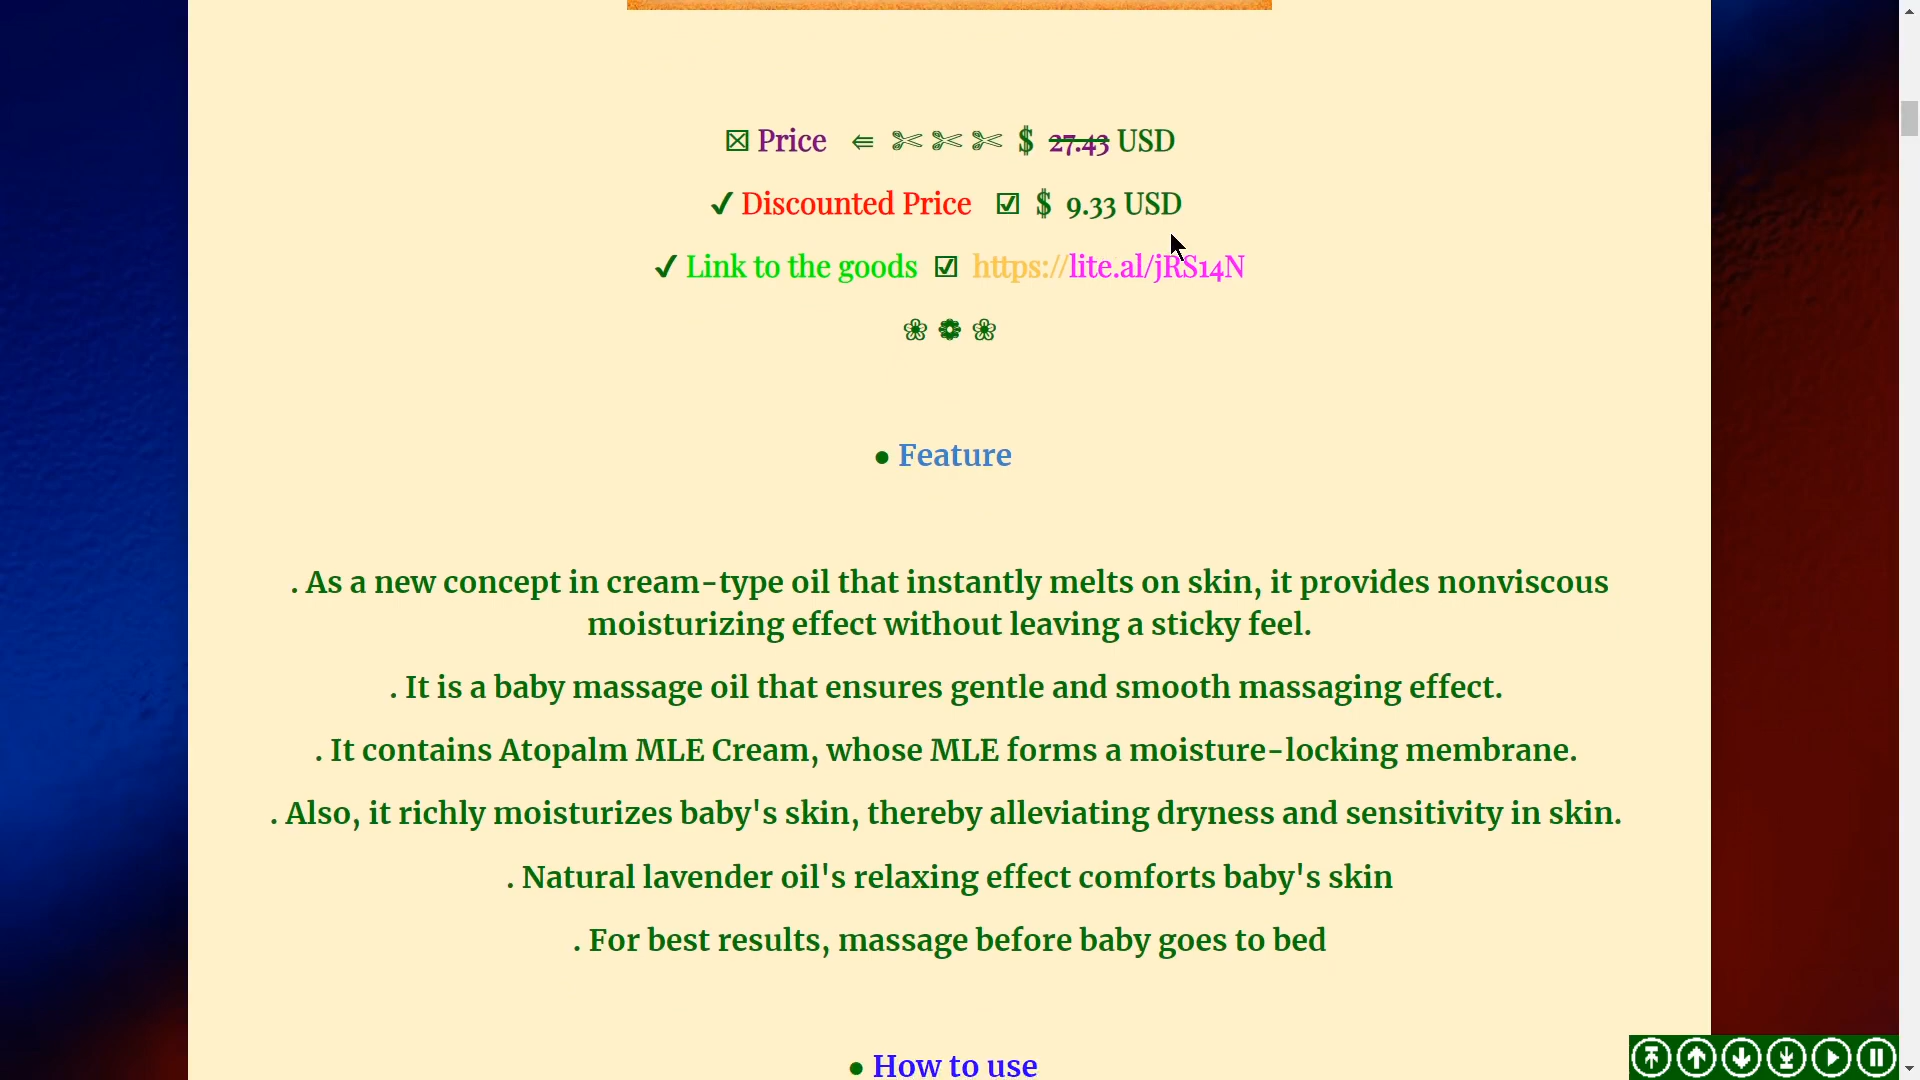 ☒ Price ⇚ ✄ ✄ ✄ $ 27.43 USD
✔ Discounted Price ☑ $ 9.33 USD
✔ Link to the goods ☑ https://lite.al/jRS14N
❀ ❁ ❀
● Feature
. As a new concept in cream-type oil that instantly melts on skin, it provides nonviscous
moisturizing effect without leaving a sticky feel.
. It is a baby massage oil that ensures gentle and smooth massaging effect.
. It contains Atopalm MLE Cream, whose MLE forms a moisture-locking membrane.
. Also, it richly moisturizes baby's skin, thereby alleviating dryness and sensitivity in skin.
. Natural lavender oil's relaxing effect comforts baby's skin
. For best results, massage before baby goes to bed
● How to use